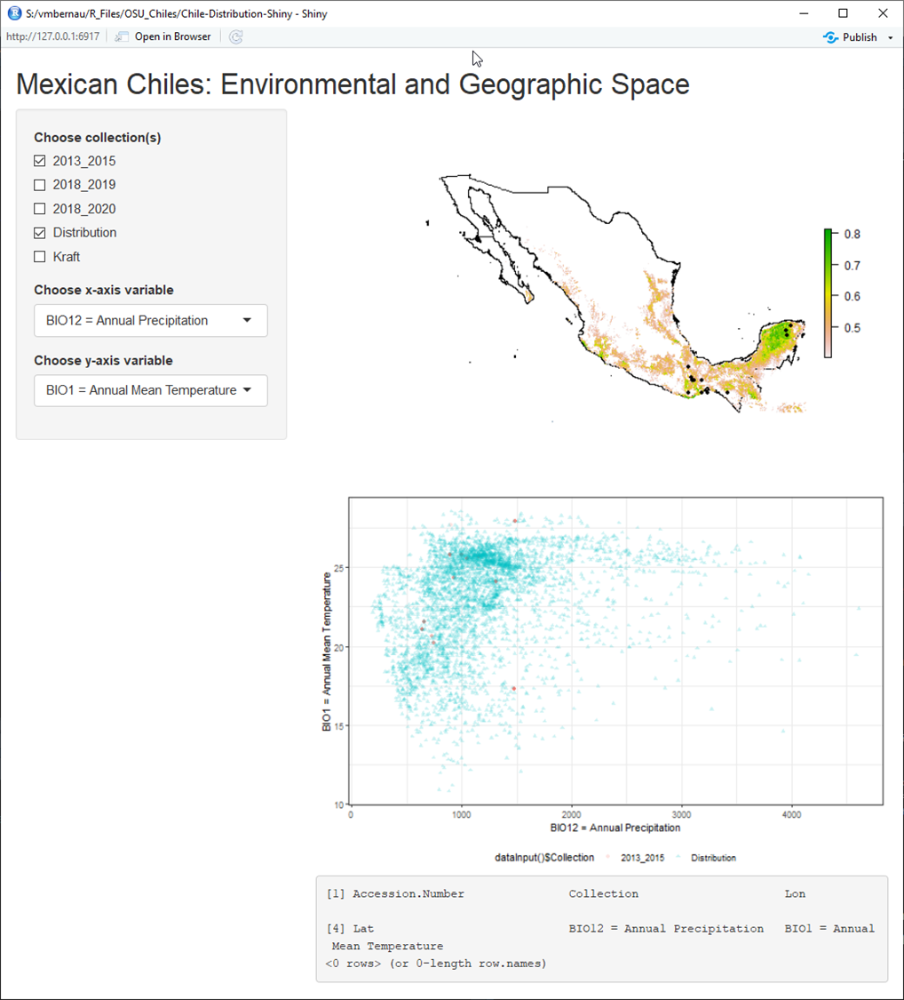 S:/vmbernau/R_Files/OSU_Chiles/Chile-Distribution-Shiny - Shiny
http://127.0.0.1:6917 Open in Browser Publish
Mexican Chiles: Environmental and Geographic Space
Choose collection(s)
2013_2015
2018_2019
2018_2020
Distribution
Kraft
Choose x-axis variable
BIO12 = Annual Precipitation
Choose y-axis variable
BIO1 = Annual Mean Temperature
0.8
0.7
0.6
0.5
BIO1 = Annual Mean Temperature
25
20
15
10
0 1000 2000 3000 4000
BIO12 = Annual Precipitation
dataInput()$Collection 2013_2015 Distribution
[1] Accession.Number Collection Lon
[4] Lat BIO12 = Annual Precipitation BIO1 = Annual
Mean Temperature
<0 rows> (or 0-length row.names)